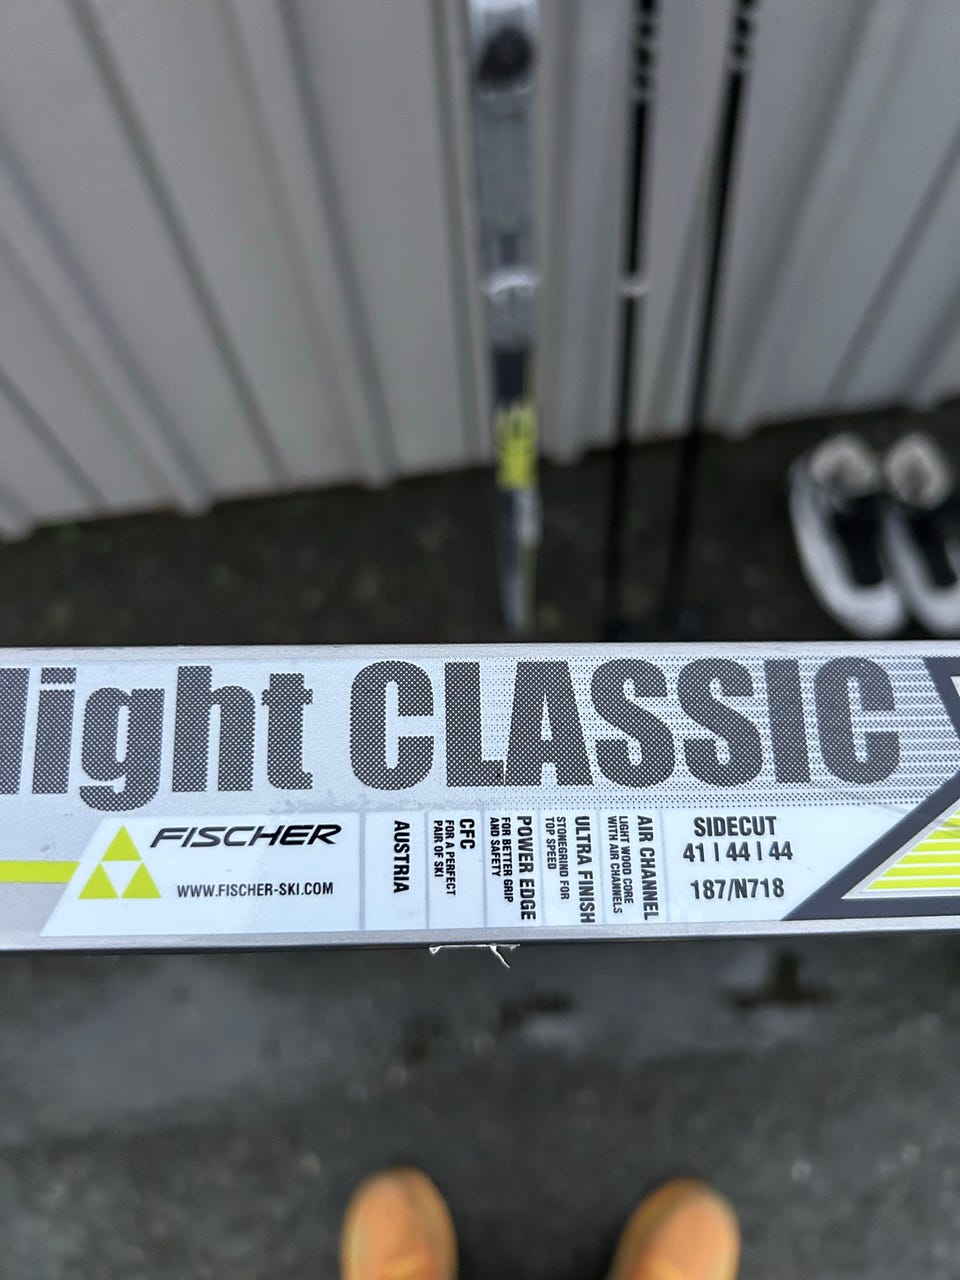 light CLASSIC
FISCHER
WWW.FISCHER-SKI.COM
AUSTRIA
CFC
FOR A PERFECT
PAIR OF SKI
POWER EDGE
FOR BETTER GRIP
AND SAFETY
ULTRA FINISH
STONEGRIND FOR
TOP SPEED
AIR CHANNEL
LIGHT WOOD CORE
WITH AIR CHANNELS
SIDECUT
41 | 44 | 44
187/N718